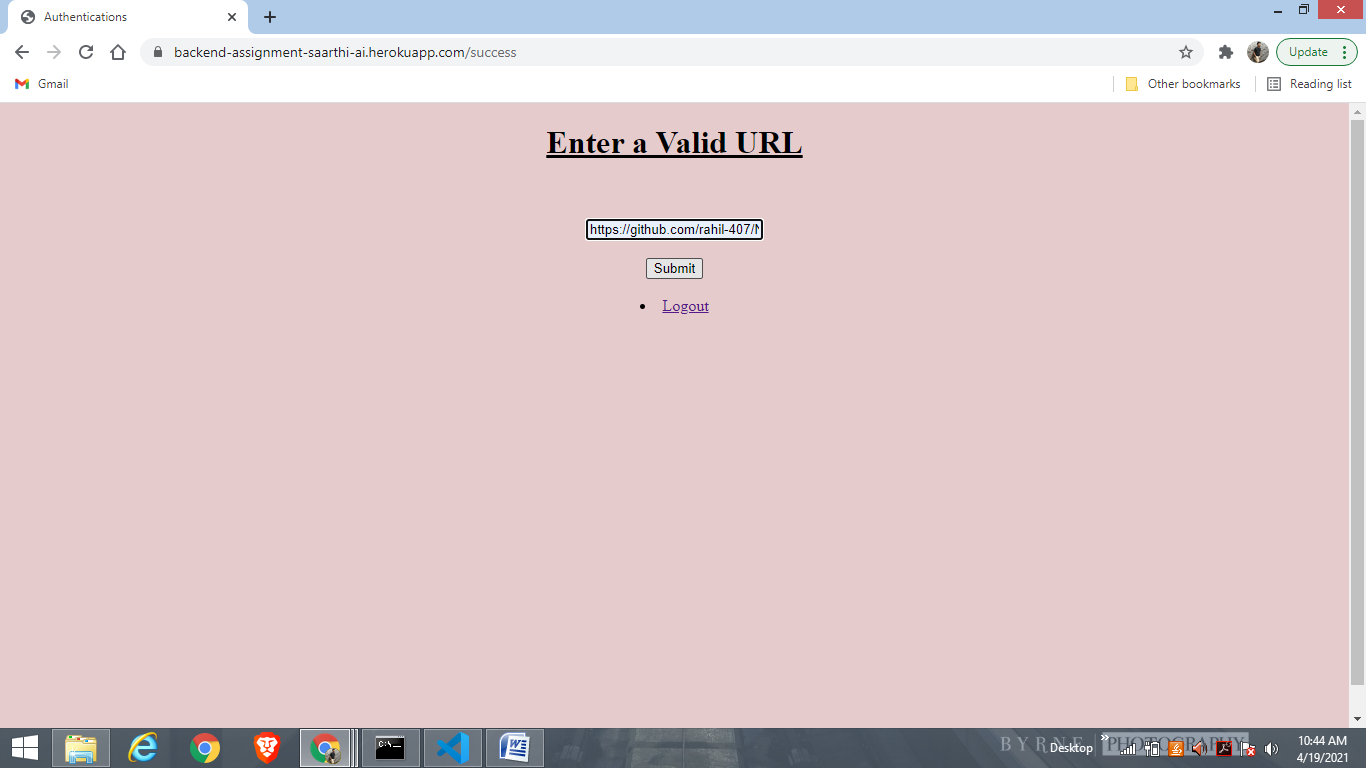 Authentications
backend-assignment-saarthi-ai.herokuapp.com/success
Update
Gmail
Other bookmarks
Reading list
Enter a Valid URL
https://github.com/rahil-407/N
Submit
Logout
C:\
W
BYRNE PHOTOGRAPHY
Desktop
10:44 AM
4/19/2021